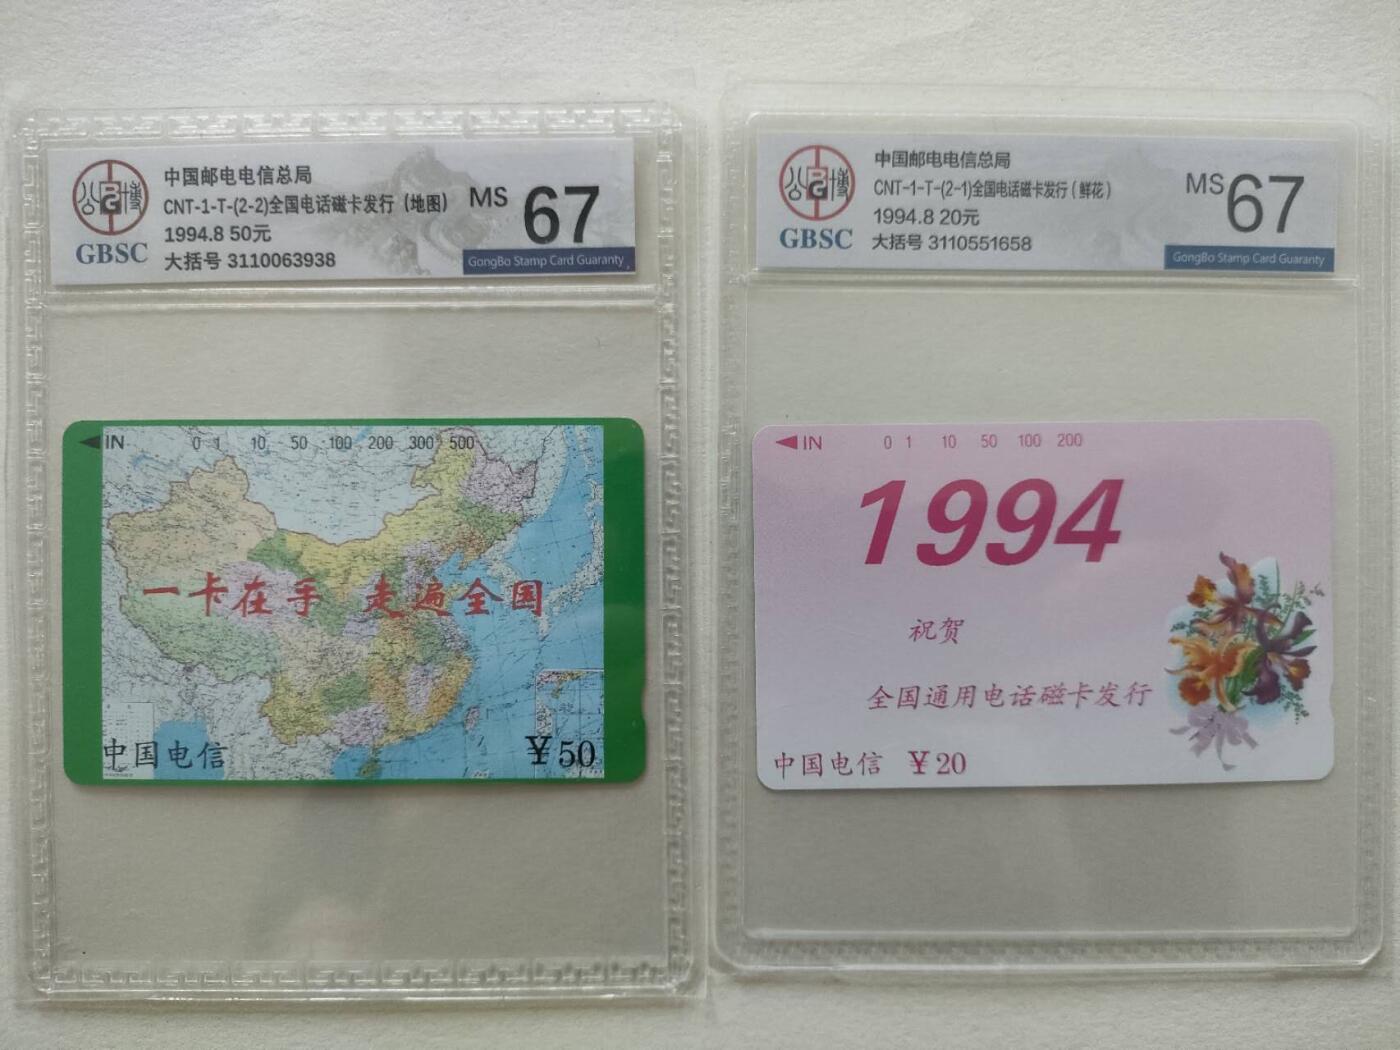 公博
GBSC
中国邮电电信总局
CNT-1-T-(2-2)全国电话磁卡发行（地图）
1994.8 50元
大括号 3110063938
MS 67
GongBo Stamp Card Guaranty
IN 0 1 10 50 100 200 300 500
一卡在手 走遍全国
中国电信 ￥50
公博
GBSC
中国邮电电信总局
CNT-1-T-(2-1)全国电话磁卡发行（鲜花）
1994.8 20元
大括号 3110551658
MS 67
GongBo Stamp Card Guaranty
IN 0 1 10 50 100 200
1994
祝贺
全国通用电话磁卡发行
中国电信 ￥20